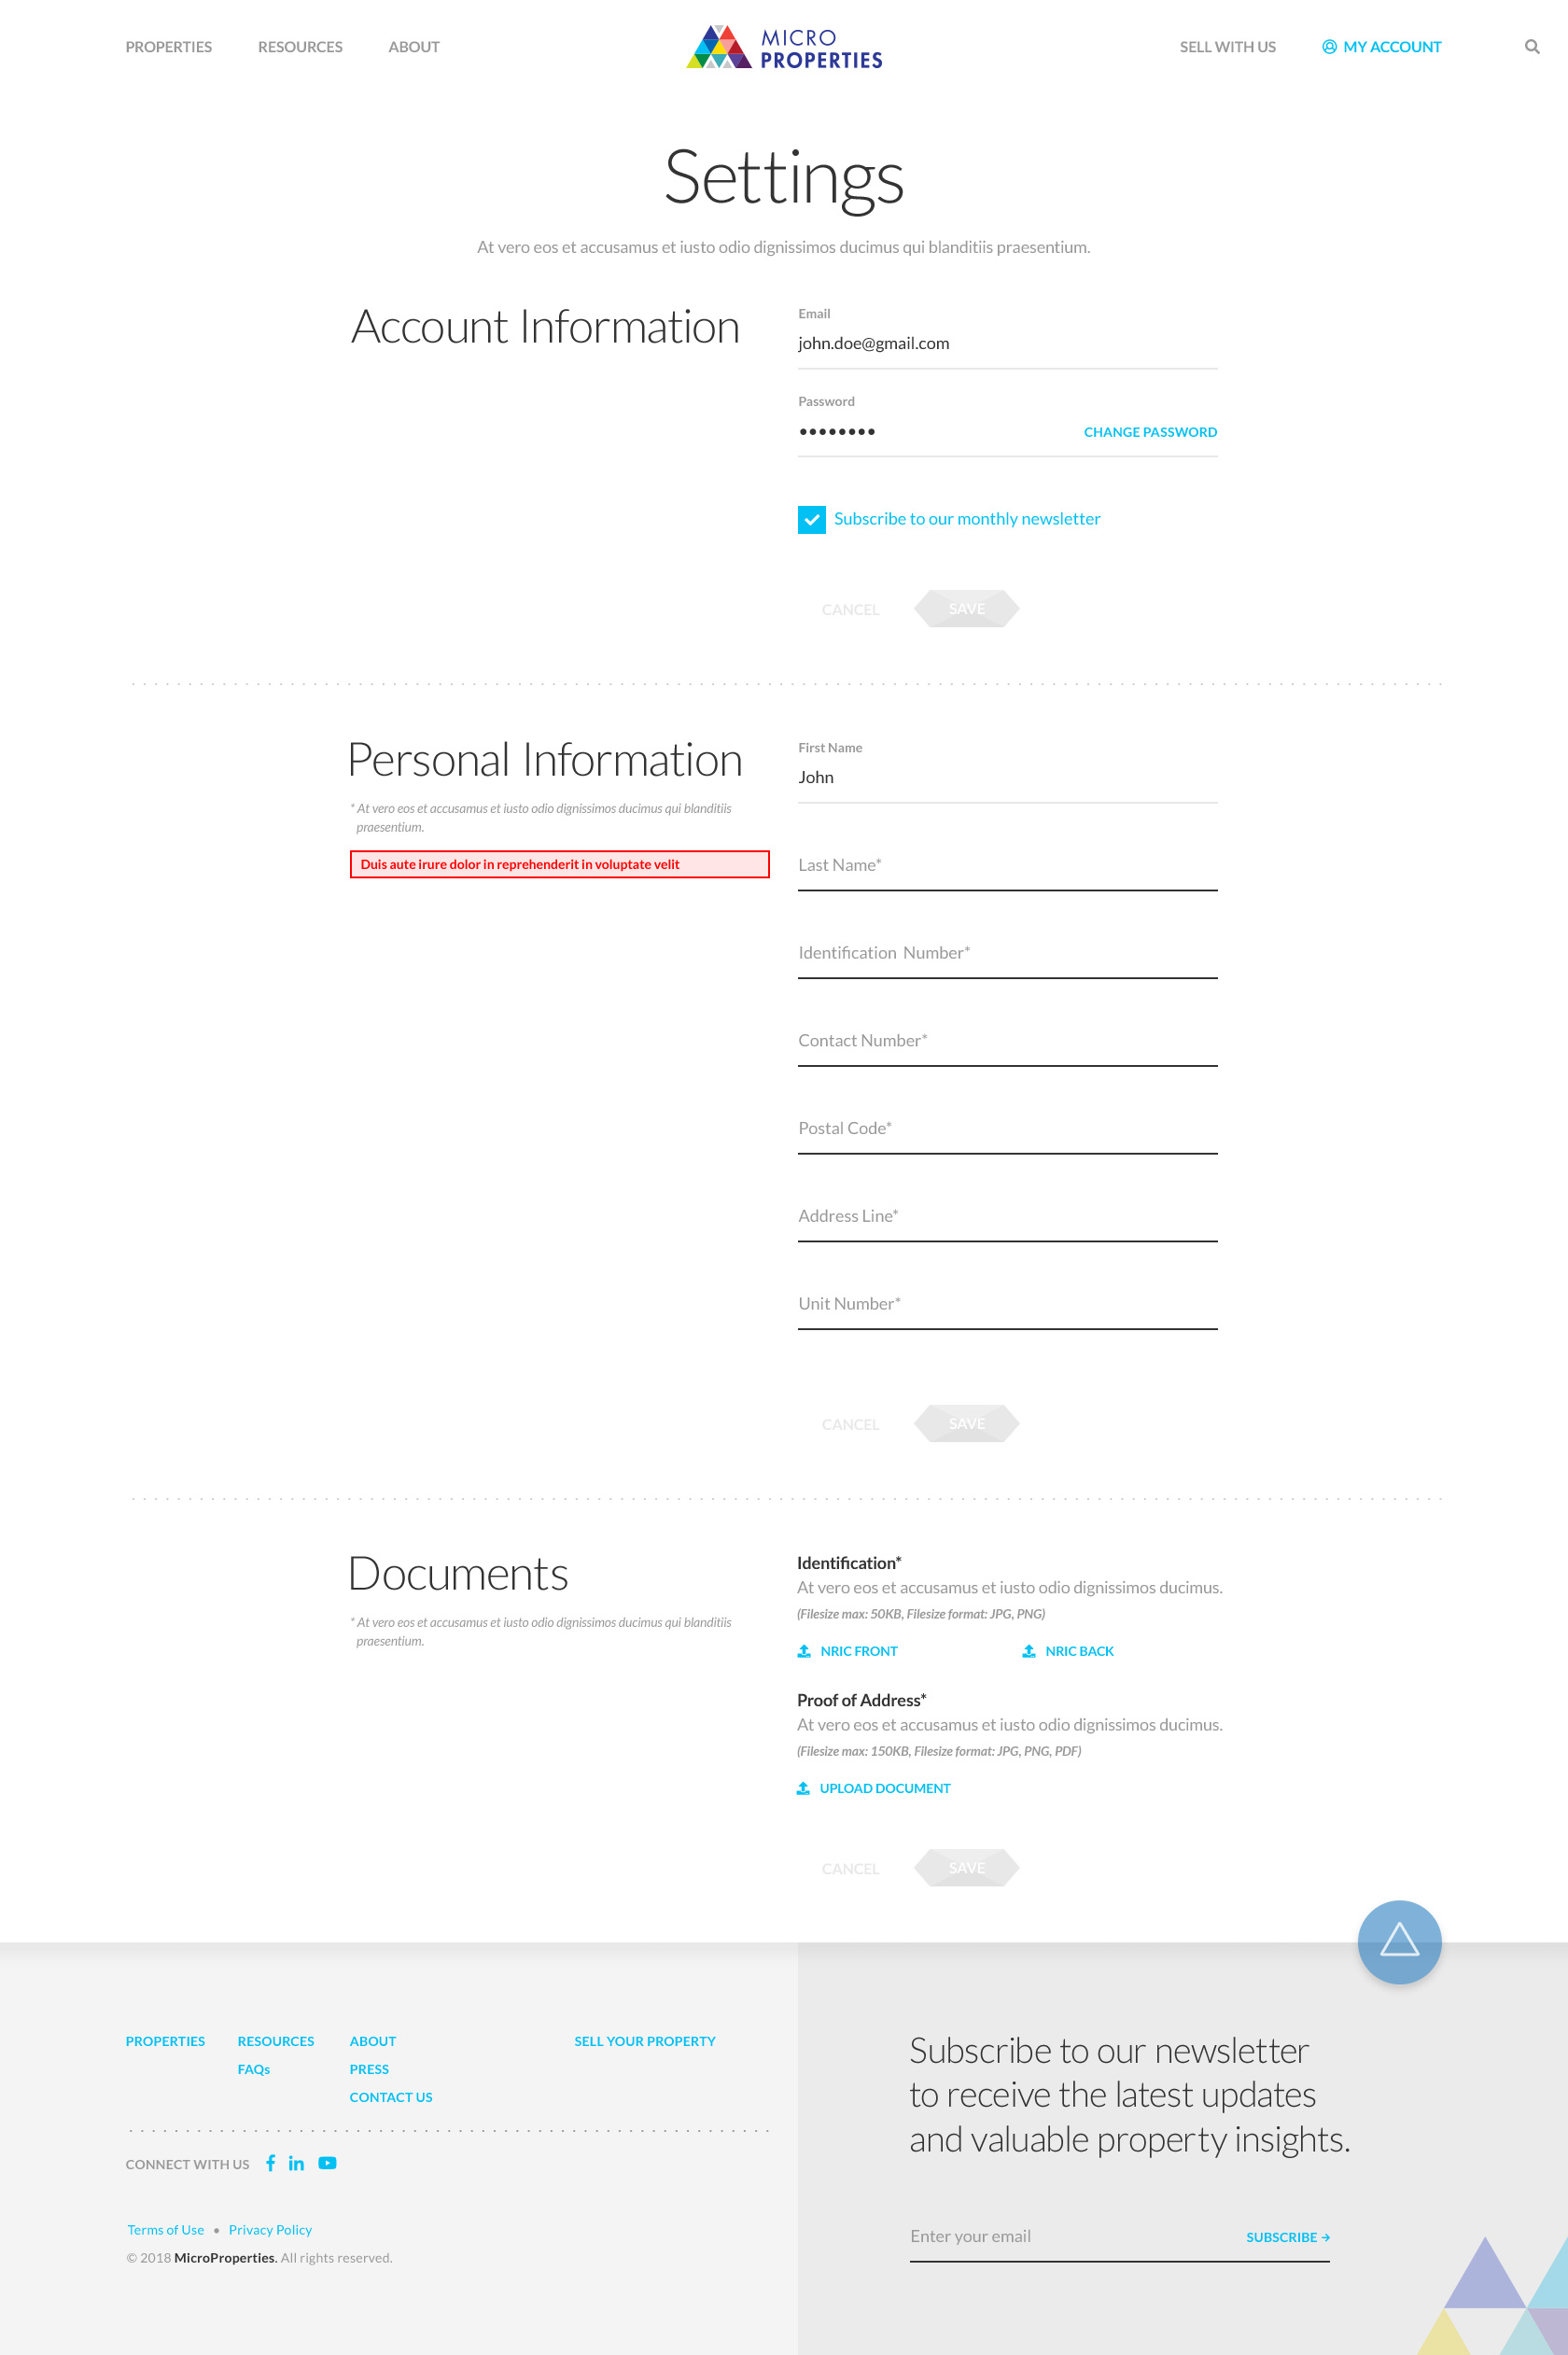 PROPERTIES RESOURCES ABOUT MICRO PROPERTIES SELL WITH US MY ACCOUNT
Settings
At vero eos et accusamus et iusto odio dignissimos ducimus qui blanditiis praesentium.
Account Information
Email
john.doe@gmail.com
Password
•••••••• CHANGE PASSWORD
Subscribe to our monthly newsletter
CANCEL SAVE
Personal Information
* At vero eos et accusamus et iusto odio dignissimos ducimus qui blanditiis
praesentium.
Duis aute irure dolor in reprehenderit in voluptate velit
First Name
John
Last Name*
Identification Number*
Contact Number*
Postal Code*
Address Line*
Unit Number*
CANCEL SAVE
Documents
* At vero eos et accusamus et iusto odio dignissimos ducimus qui blanditiis
praesentium.
Identification*
At vero eos et accusamus et iusto odio dignissimos ducimus.
(Filesize max: 50KB, Filesize format: JPG, PNG)
NRIC FRONT NRIC BACK
Proof of Address*
At vero eos et accusamus et iusto odio dignissimos ducimus.
(Filesize max: 150KB, Filesize format: JPG, PNG, PDF)
UPLOAD DOCUMENT
CANCEL SAVE
PROPERTIES RESOURCES ABOUT SELL YOUR PROPERTY
FAQs PRESS
CONTACT US
CONNECT WITH US
Terms of Use • Privacy Policy
© 2018 MicroProperties. All rights reserved.
Subscribe to our newsletter
to receive the latest updates
and valuable property insights.
Enter your email SUBSCRIBE →